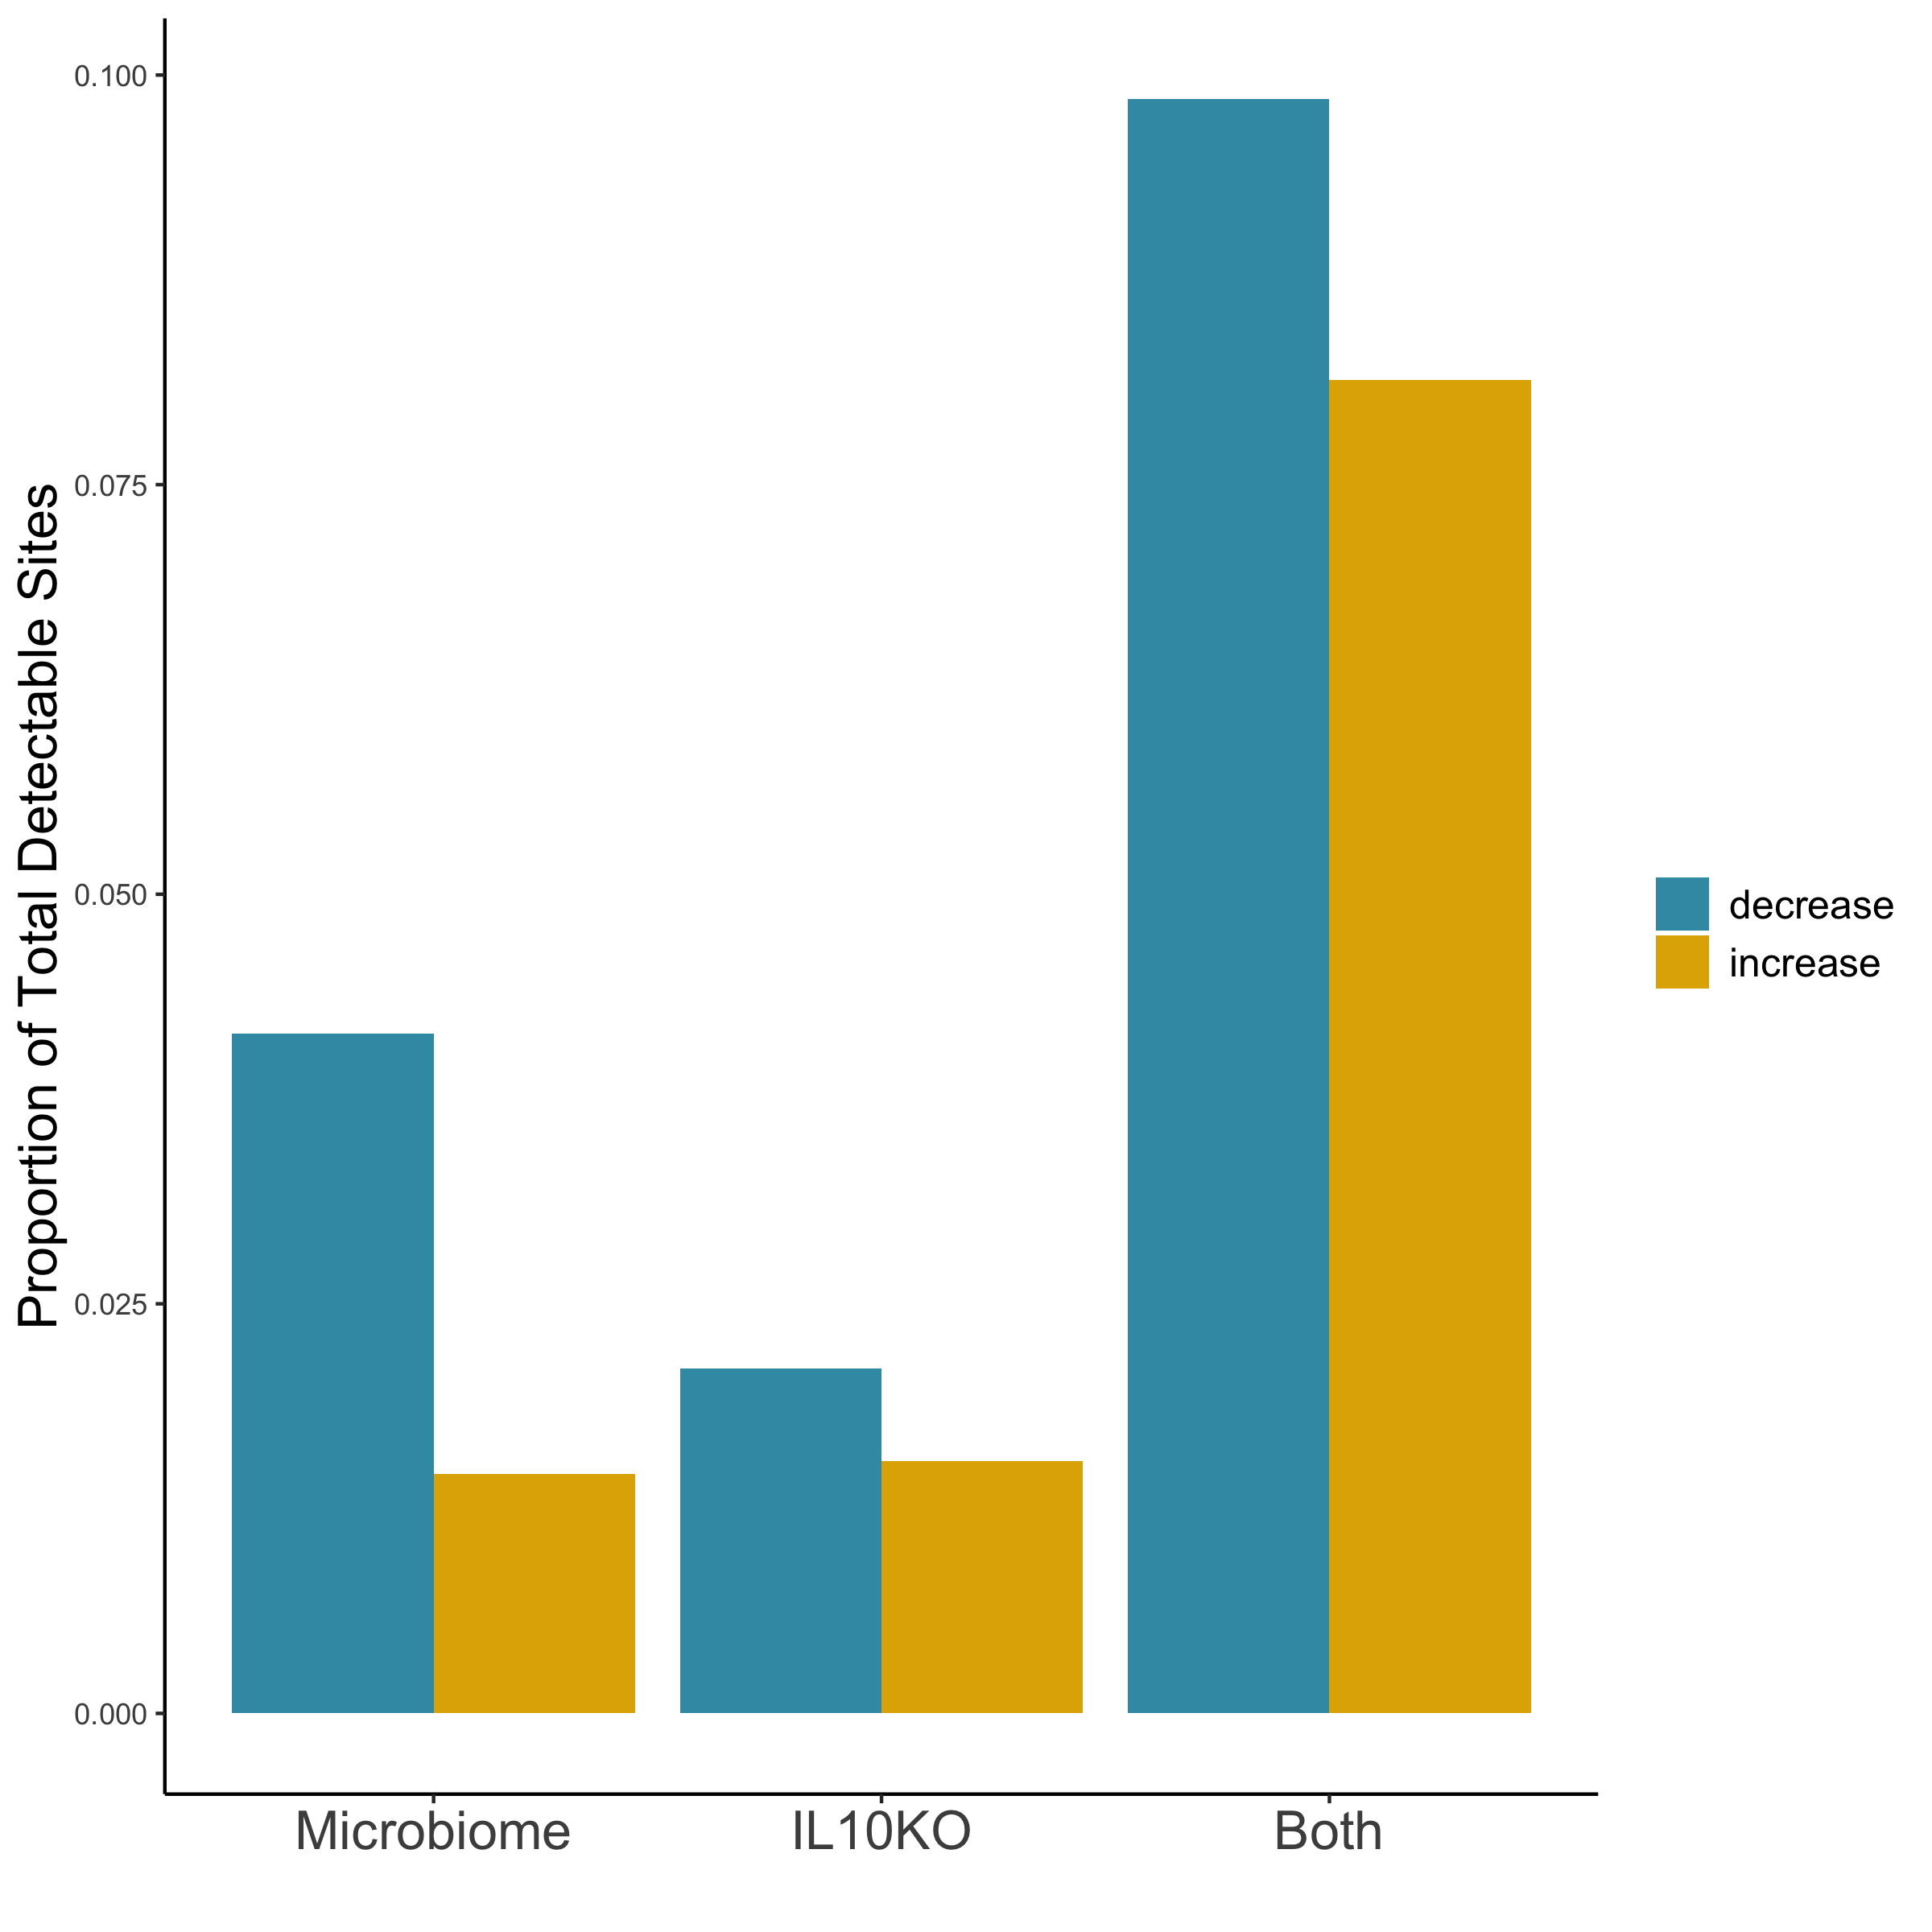 Proportion of Total Detectable Sites
0.100
0.075
0.050
0.025
0.000
Microbiome
IL10KO
Both
decrease
increase